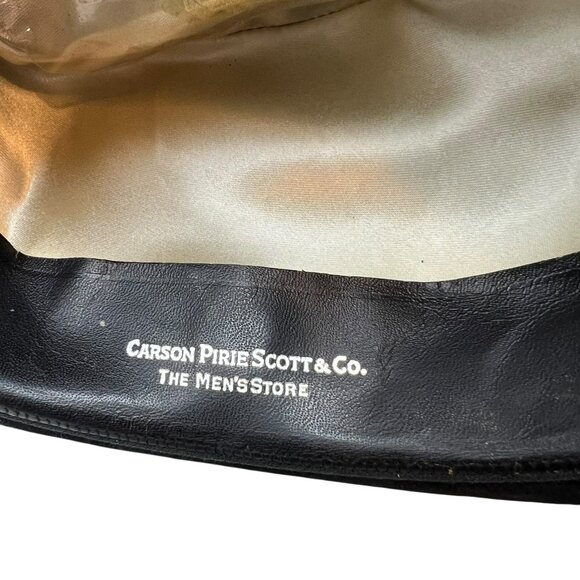 CARSON PIRIE SCOTT & CO.
THE MEN'S STORE